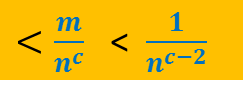 < m/n^c < 1/n^{c-2}